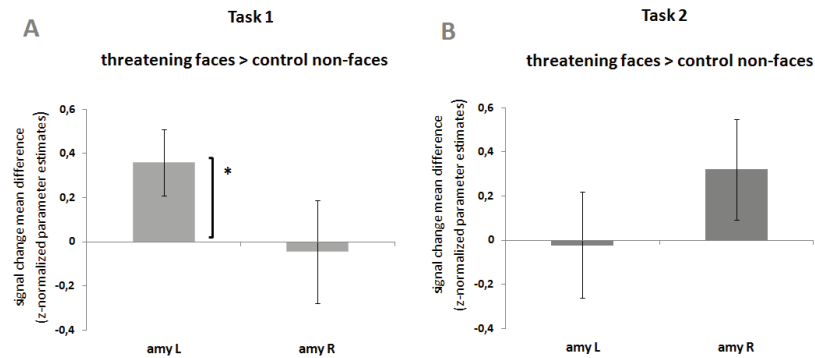 A
Task 1
threatening faces > control non-faces
signal change mean difference
(z-normalized parameter estimates)
0,6
0,4
0,2
0
-0,2
-0,4
*
amy L
amy R
B
Task 2
threatening faces > control non-faces
signal change mean difference
(z-normalized parameter estimates)
0,6
0,4
0,2
0
-0,2
-0,4
amy L
amy R